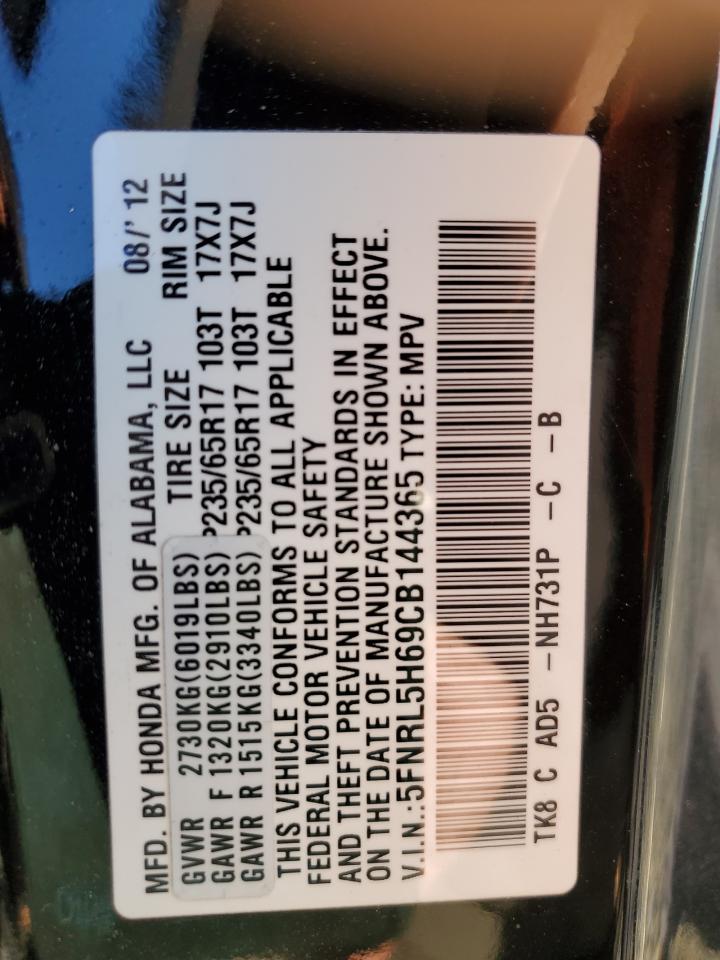 MFD. BY HONDA MFG. OF ALABAMA, LLC 08/' 12
GVWR 2730KG(6019LBS) TIRE SIZE RIM SIZE
GAWR F 1320KG(2910LBS) P235/65R17 103T 17X7J
GAWR R 1515KG(3340LBS) P235/65R17 103T 17X7J
THIS VEHICLE CONFORMS TO ALL APPLICABLE
FEDERAL MOTOR VEHICLE SAFETY
AND THEFT PREVENTION STANDARDS IN EFFECT
ON THE DATE OF MANUFACTURE SHOWN ABOVE.
V.I.N.:5FNRL5H69CB144365 TYPE: MPV
TK8 C AD5 -NH731P -C -B